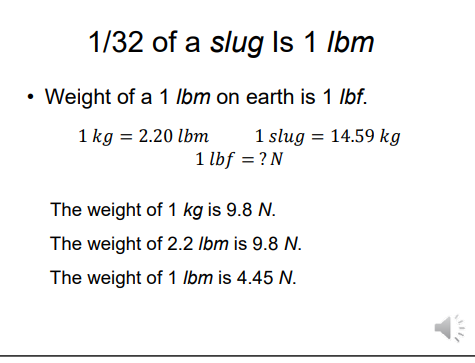 1/32 of a slug Is 1 lbm
• Weight of a 1 lbm on earth is 1 lbf.
1 kg = 2.20 lbm 1 slug = 14.59 kg
1 lbf = ? N
The weight of 1 kg is 9.8 N.
The weight of 2.2 lbm is 9.8 N.
The weight of 1 lbm is 4.45 N.